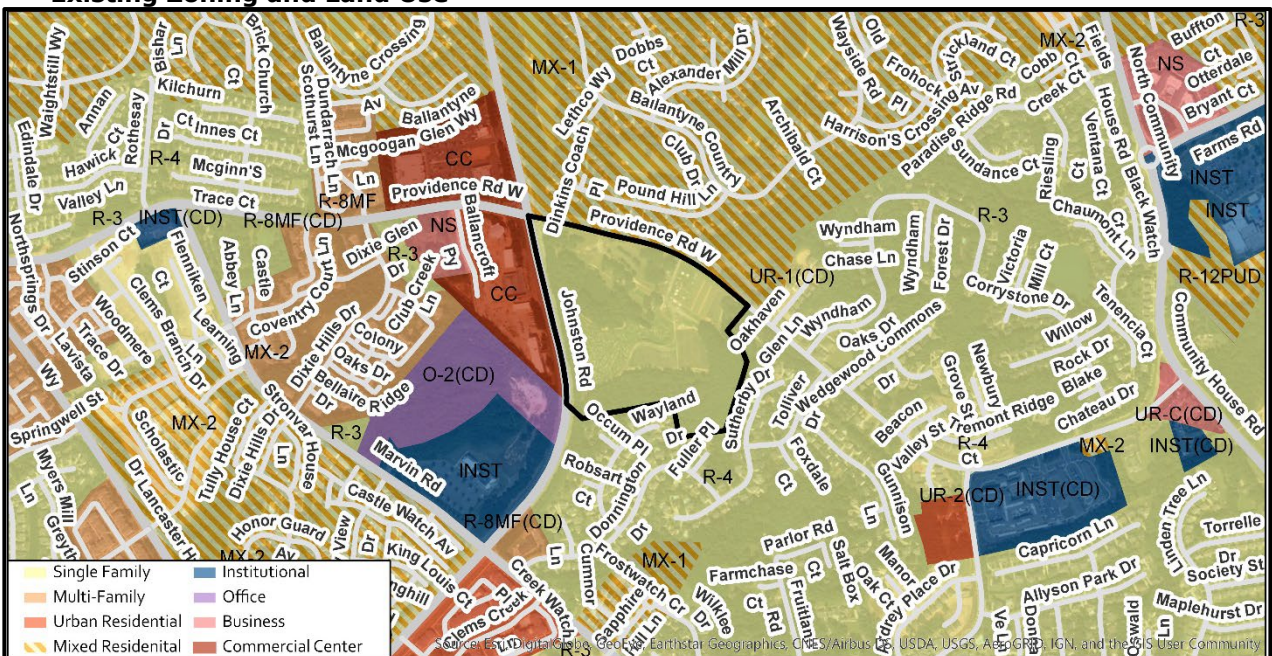 Existing Zoning and Land Use
Waightstill Wy
Bishar Ln
Brick Church Ct
Ballantyne Crossing Av
Dobbs Ct
Alexander Mill Dr
Wayside Rd
Old
Frohock Pl
Strickland Ct
Cobb Ct
MX-2
Fields
Buffton Ct
R-3
MX-1
Annan Ct
Kilchurn
Dundarrach Ln
Southurst Ln
Ballantyne
Lethco Wy
Ballantyne Country
Club Dr
Harrison's Crossing Av
Paradise Ridge Rd
Creek Ct
House Rd
North Community
NS
Otterdale
Bryant Ct
Edindale Dr
Hawick Ct
Rothesay Dr
Innes Ct
Glen Wy
Mcgoogan Ln
CC
Archibald Ct
Sundance Ct
Ventana Ct
Farms Rd
Valley Ln
R-4
Mcginn'S
Trace Ct
R-8MF
Providence Rd W
Dinkins Coach Pl
Pound Hill Ln
Riesling Ct
Black Watch
INST
R-3
INST(CD)
R-8MF(CD)
NS
Ballancroft Py
Providence Rd W
Wyndham
Chase Ln
Wyndham
Forest Dr
R-3
Chaumont Ln
INST
Northsprings Dr
Stinson Ct
Flenniken
Abbey Ln
Castle
Dixie Glen Dr
R-3
Club Creek Ln
CC
UR-1(CD)
Victoria
Mill Ct
R-12PUD
Woodmere
Clems Branch Dr
Learning Ln
Coventry Court Ln
Colony
Johnston Rd
Oakhaven
Glen Ln
Wyndham
Oaks Dr
Corrystone Dr
Tenencia Ct
Community House Rd
Lavista Wy
Trace Dr
MX-2
Dixie Hills Dr
Oaks Dr
Bellaire Ridge Dr
O-2(CD)
Wedgewood Commons Dr
Newbury
Grove St
Willow
Rock Dr
Blake
Springwell St
MX-2
Scholastic
Tully House Ct
Dixie Hills Dr
Stronvar House Ln
R-3
Wayland Dr
Occum Pl
Sutherby Dr
Tolliver Dr
Beacon
Valley St
Tremont Ridge
Chateau Dr
UR-C(CD)
Myers Mill Ln
Dr Lancaster
Marvin Rd
INST
Robsart Ct
Fuller Pl
R-4
Foxdale Ct
R-4
Ct
MX-2
INST(CD)
Donnington Dr
Gunnison Ln
UR-2(CD)
INST(CD)
Honor Guard Av
MX-2
View Dr
Castle Watch Av
R-8MF(CD)
MX-1
Parlor Rd
Capricorn Ln
Linden Tree Ln
Torrelle Dr
King Louis Ct
Creek Watch
Cumnor Ln
Frostwatch Cr
Farmchase Ct
Salt Box
Oak Ct
Manor
Audrey Place Dr
Allyson Park Dr
Society St
Clems Creek Pl
Sapphire
Wilklee Dr
Fruitland Rd
Maplehurst Dr
R-3
Single Family
Multi-Family
Urban Residential
Mixed Residenital
Institutional
Office
Business
Commercial Center
Source: Esri, DigitalGlobe, GeoEye, Earthstar Geographics, CNES/Airbus DS, USDA, USGS, AeroGRID, IGN, and the GIS User Community